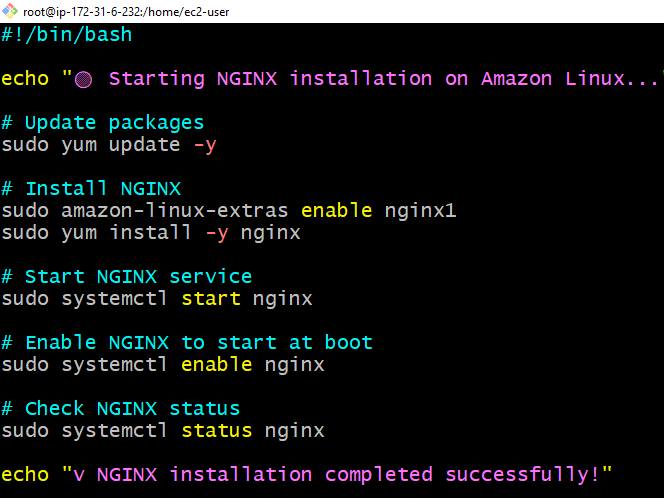 root@ip-172-31-6-232:/home/ec2-user
#!/bin/bash
echo "🟣 Starting NGINX installation on Amazon Linux..."
# Update packages
sudo yum update -y
# Install NGINX
sudo amazon-linux-extras enable nginx1
sudo yum install -y nginx
# Start NGINX service
sudo systemctl start nginx
# Enable NGINX to start at boot
sudo systemctl enable nginx
# Check NGINX status
sudo systemctl status nginx
echo "v NGINX installation completed successfully!"